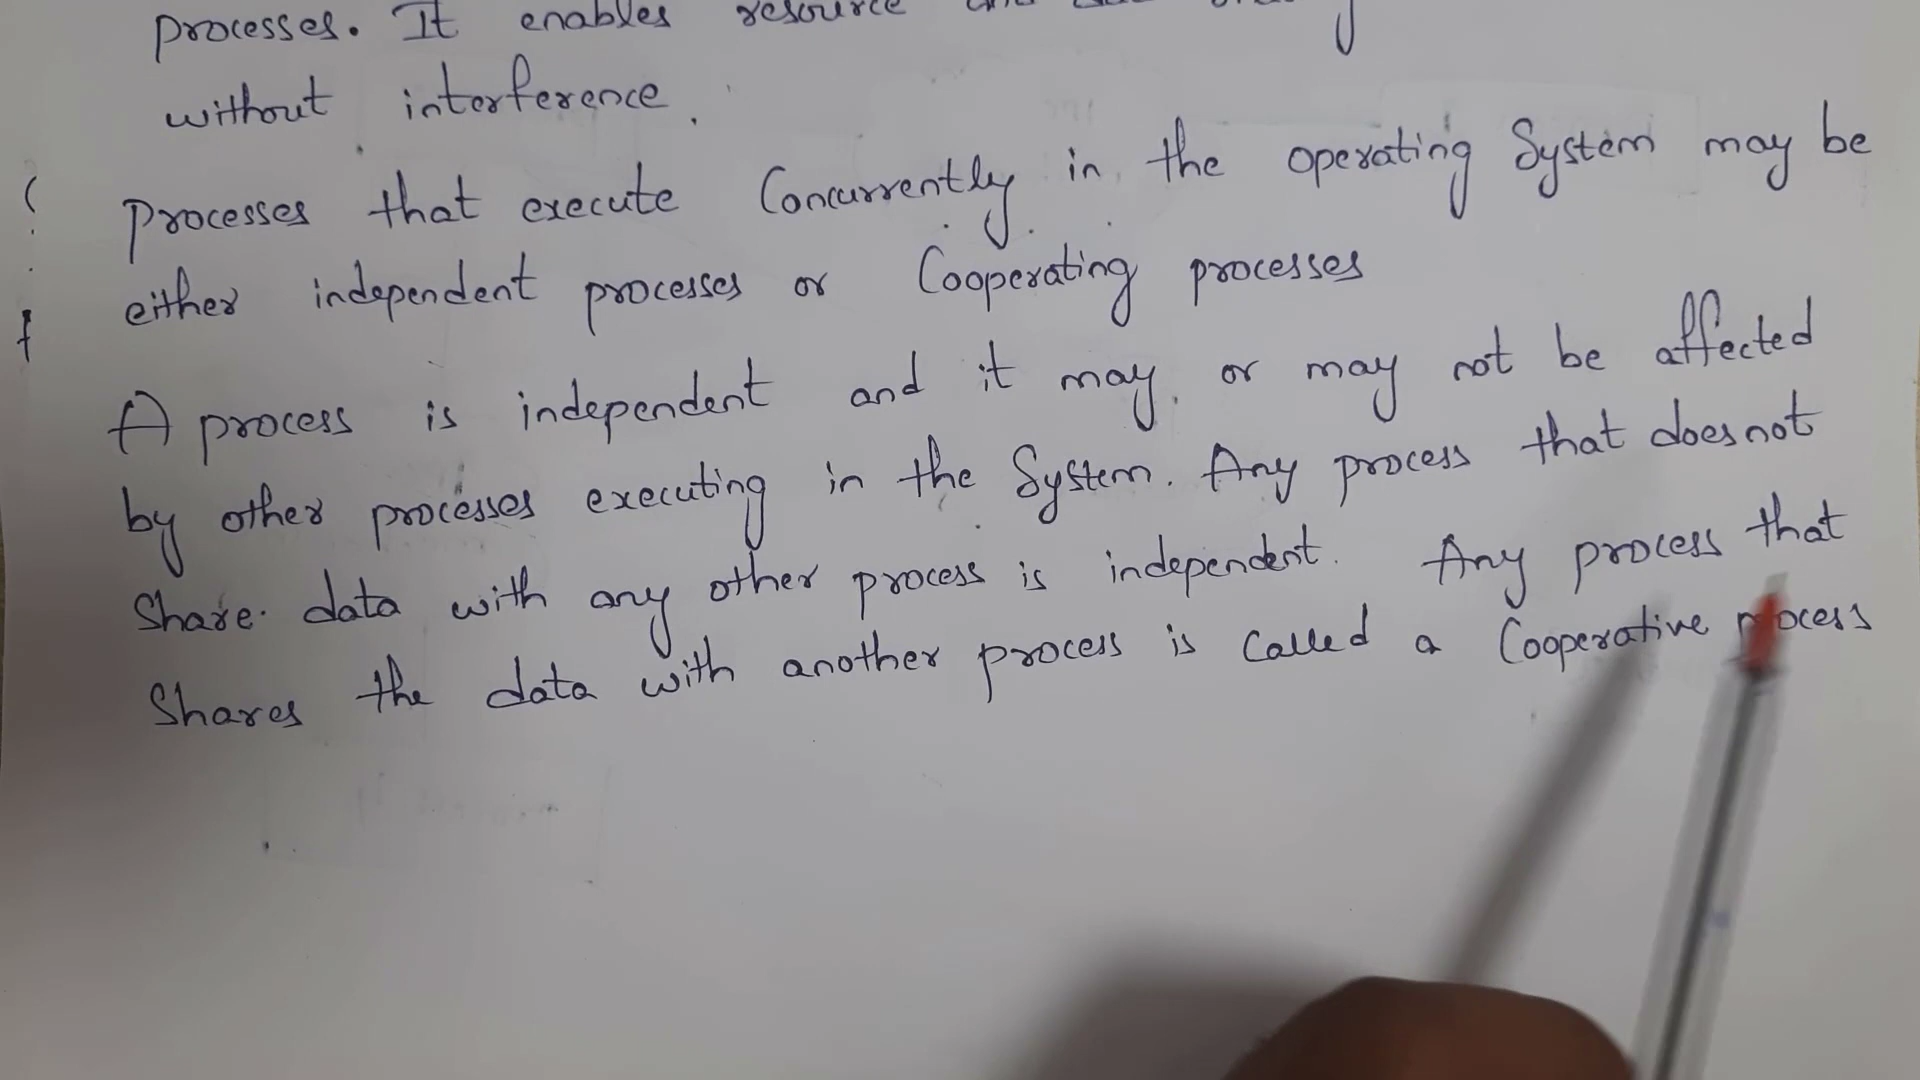 processes. It enables resource
without interference.
processes that execute Concurrently in the operating System may be
either independent processes or Cooperating processes
A process is independent and it may or may not be affected
by other processes executing in the System. Any process that does not
Share data with any other process is independent. Any process that
Shares the data with another process is called a Cooperative process